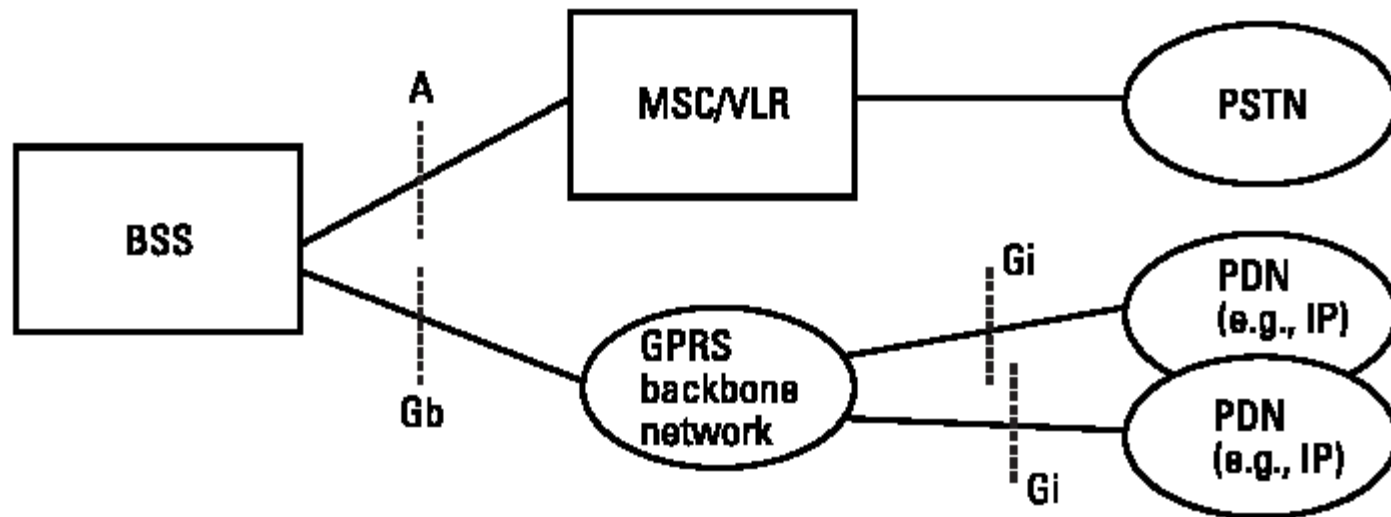 A
MSC/VLR
PSTN
BSS
Gb
GPRS
backbone
network
Gi
Gi
PDN
(e.g., IP)
PDN
(e.g., IP)